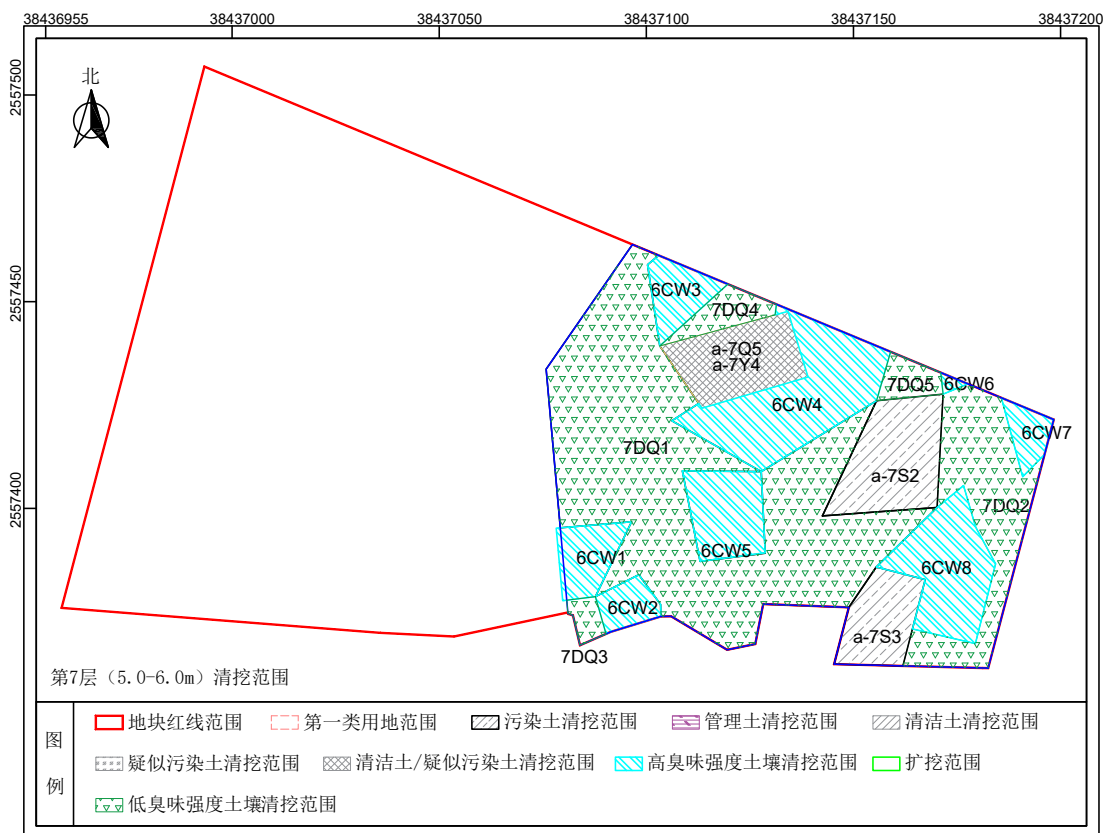 38436955
38437000
38437050
38437100
38437150
38437200
2557500
2557450
2557400
北
6CW3
7DQ4
a-7Q5
a-7Y4
7DQ5
6CW6
6CW4
6CW7
7DQ1
a-7S2
7DQ2
6CW5
6CW1
6CW8
6CW2
a-7S3
7DQ3
第7层（5.0-6.0m）清挖范围
图例
地块红线范围
第一类用地范围
污染土清挖范围
管理土清挖范围
清洁土清挖范围
疑似污染土清挖范围
清洁土/疑似污染土清挖范围
高臭味强度土壤清挖范围
扩挖范围
低臭味强度土壤清挖范围